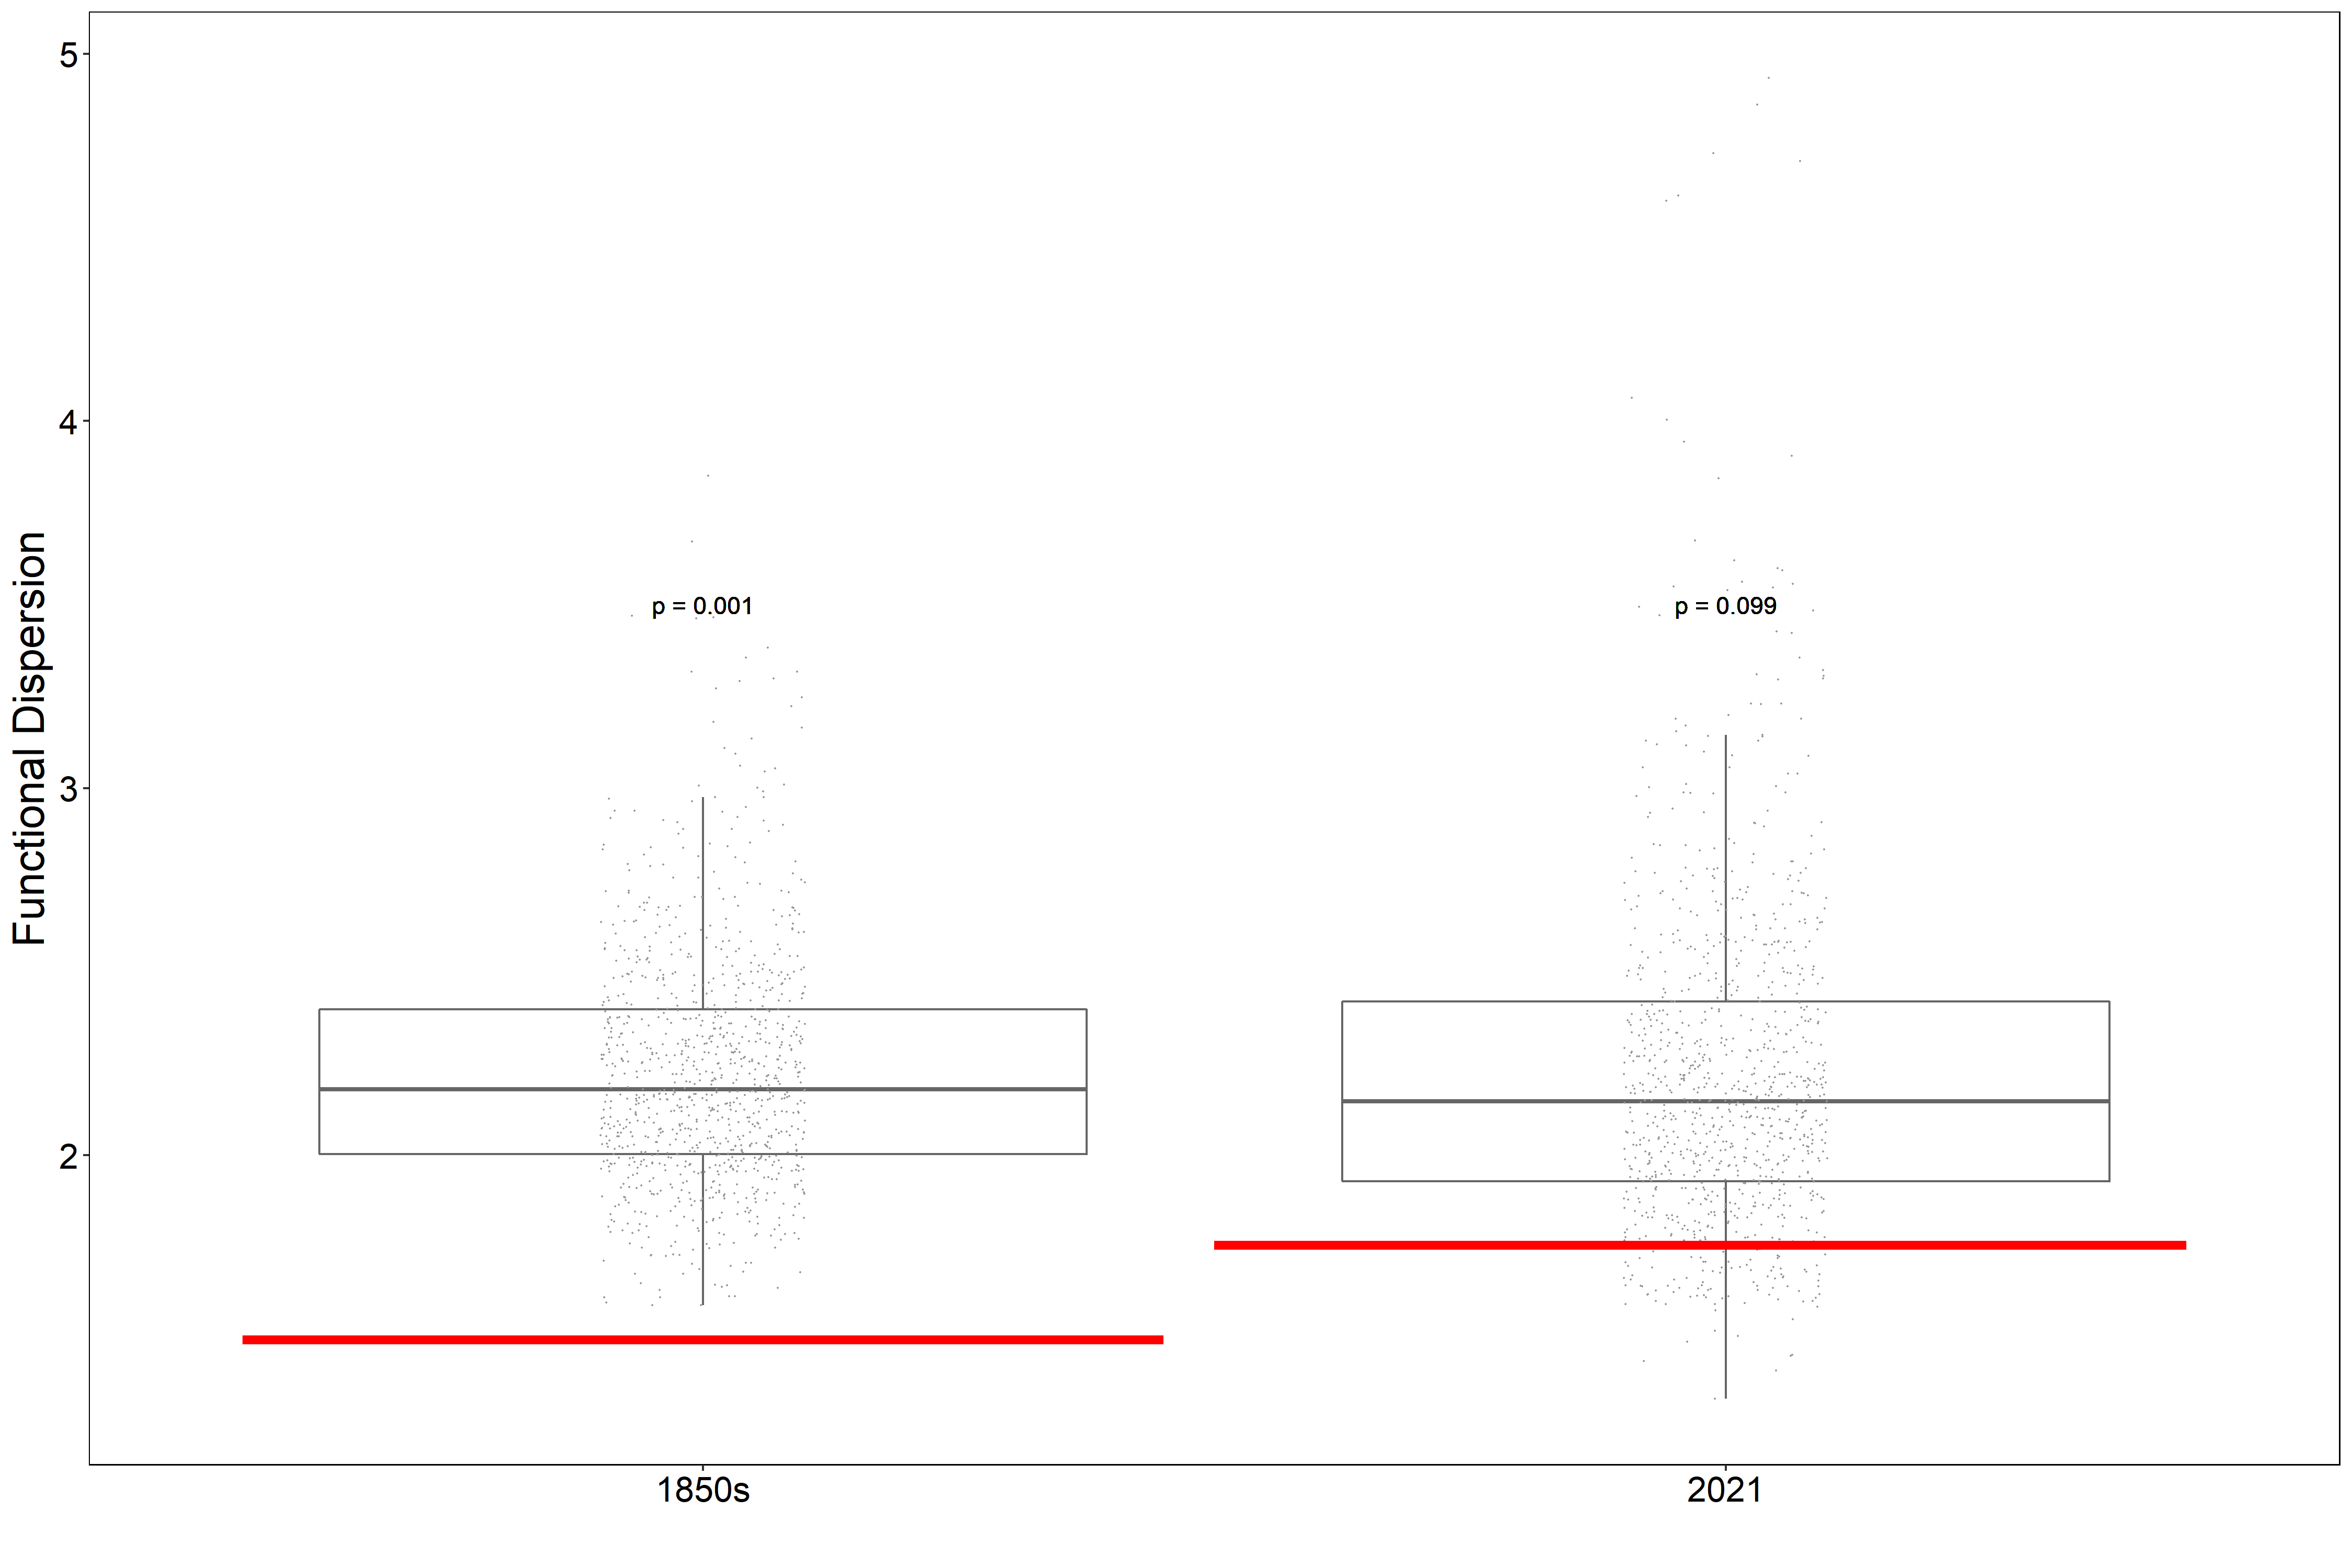 Functional Dispersion
5
4
3
2
p = 0.001
p = 0.099
1850s
2021